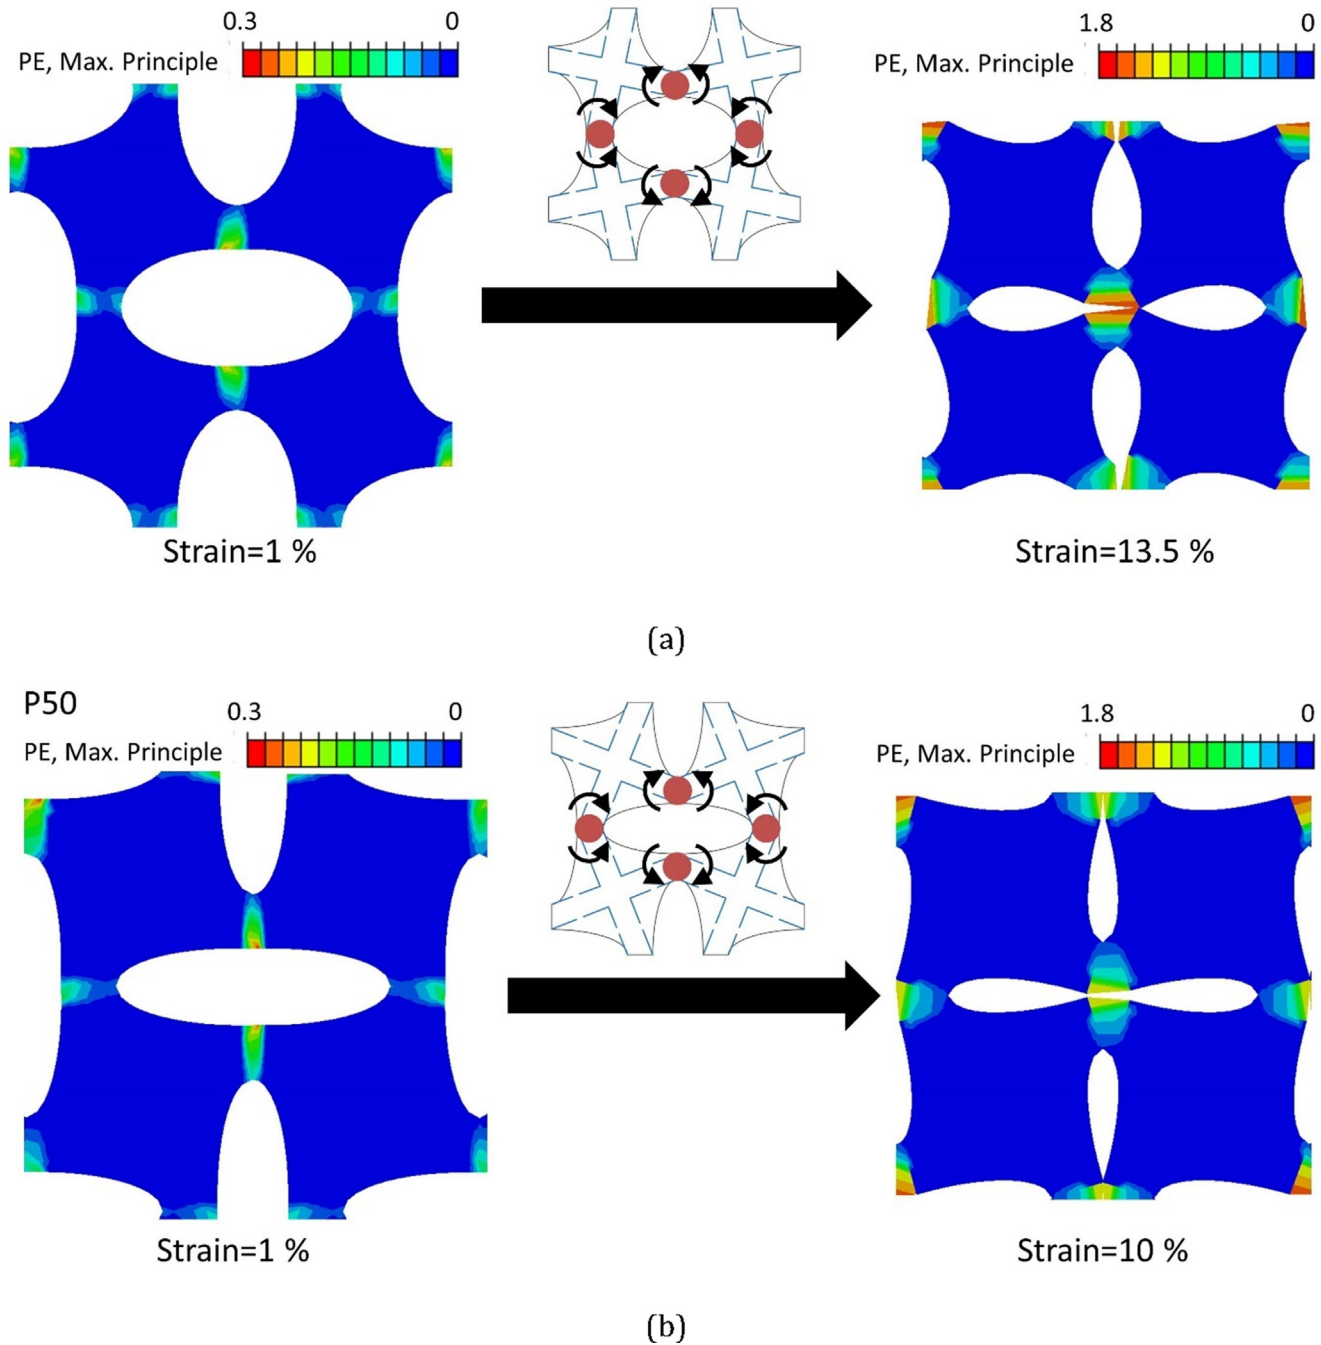 0.3 0
PE, Max. Principle
1.8 0
PE, Max. Principle
Strain=1 %
Strain=13.5 %
(a)
P50
0.3 0
PE, Max. Principle
1.8 0
PE, Max. Principle
Strain=1 %
Strain=10 %
(b)